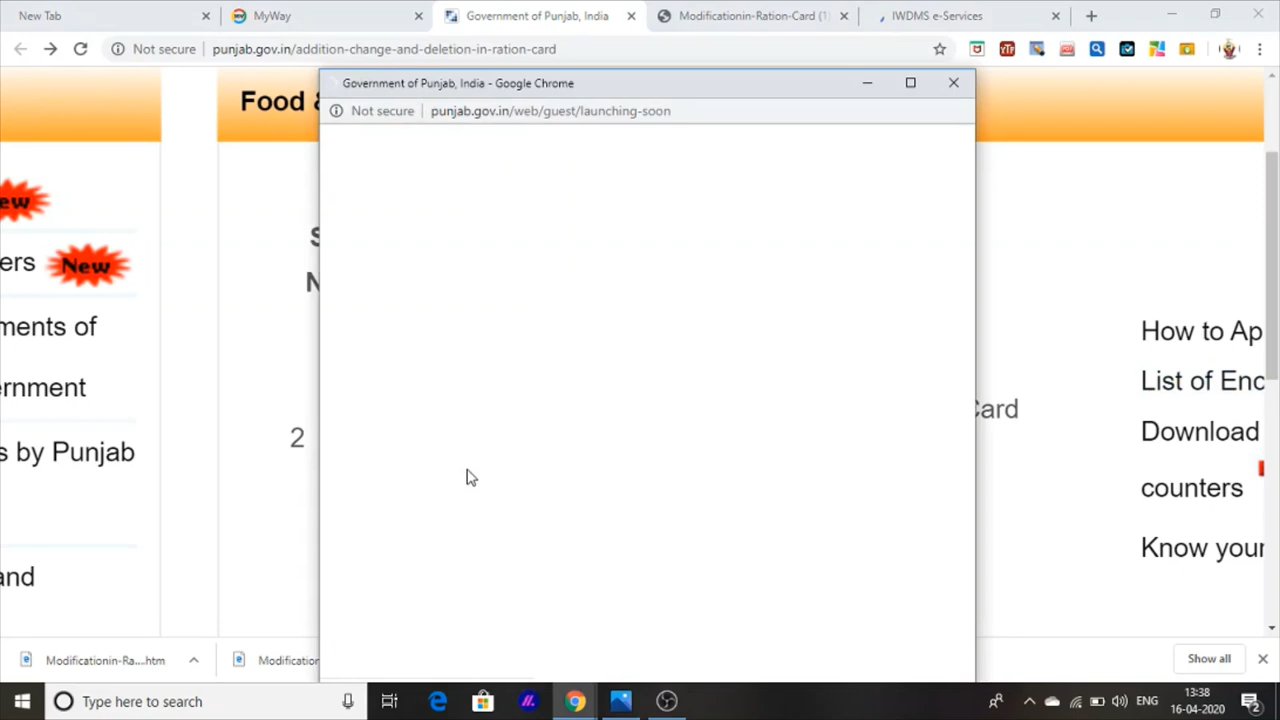 New Tab
MyWay
Government of Punjab, India
Modificationin-Ration-Card (1)
IWDMS e-Services
Not secure
punjab.gov.in/addition-change-and-deletion-in-ration-card
Government of Punjab, India - Google Chrome
Not secure
punjab.gov.in/web/guest/launching-soon
Food &
ew
ers
New
ments of
ernment
s by Punjab
and
S
N
2
Card
How to Ap
List of Enc
Download
counters
Know your
Modificationin-Ra....htm
Modification
Show all
Type here to search
ENG
13:38
16-04-2020
2